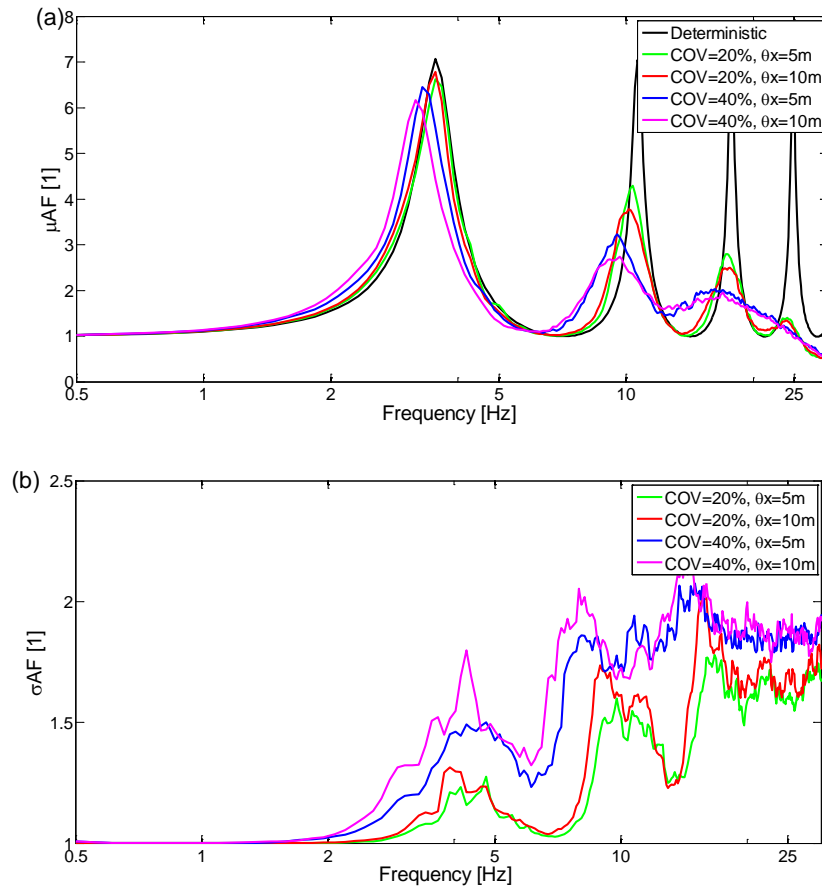 (a)
Deterministic
COV=20%, θx=5m
COV=20%, θx=10m
COV=40%, θx=5m
COV=40%, θx=10m
8
7
6
5
4
3
2
1
0
μAF [1]
0.5 1 2 5 10 25
Frequency [Hz]
(b)
COV=20%, θx=5m
COV=20%, θx=10m
COV=40%, θx=5m
COV=40%, θx=10m
2.5
2
1.5
1
σAF [1]
0.5 1 2 5 10 25
Frequency [Hz]